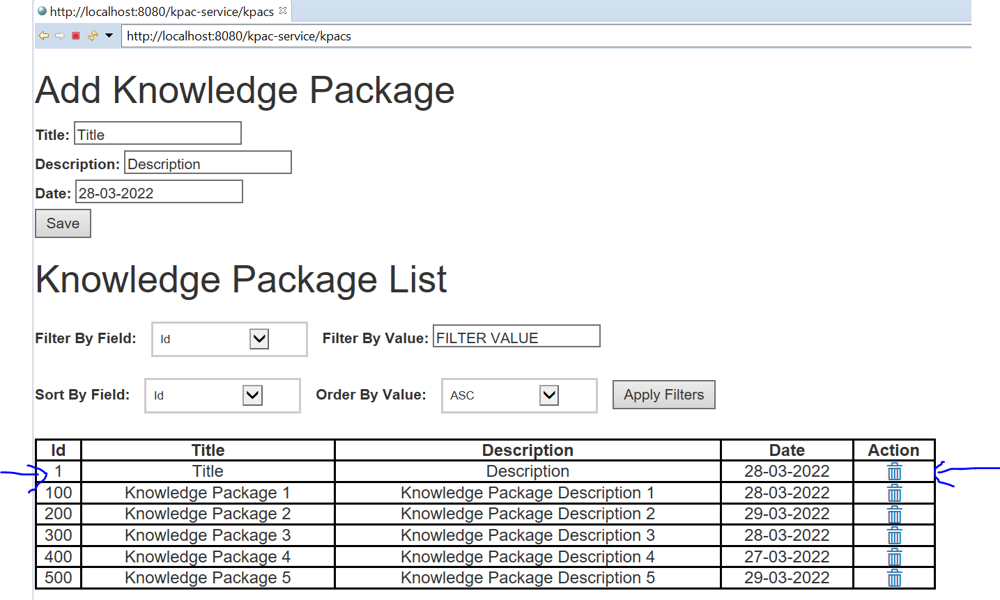 http://localhost:8080/kpac-service/kpacs
http://localhost:8080/kpac-service/kpacs
Add Knowledge Package
Title: Title
Description: Description
Date: 28-03-2022
Save
Knowledge Package List
Filter By Field: Id Filter By Value: FILTER VALUE
Sort By Field: Id Order By Value: ASC Apply Filters
Id Title Description Date Action
1 Title Description 28-03-2022
100 Knowledge Package 1 Knowledge Package Description 1 28-03-2022
200 Knowledge Package 2 Knowledge Package Description 2 29-03-2022
300 Knowledge Package 3 Knowledge Package Description 3 28-03-2022
400 Knowledge Package 4 Knowledge Package Description 4 27-03-2022
500 Knowledge Package 5 Knowledge Package Description 5 29-03-2022